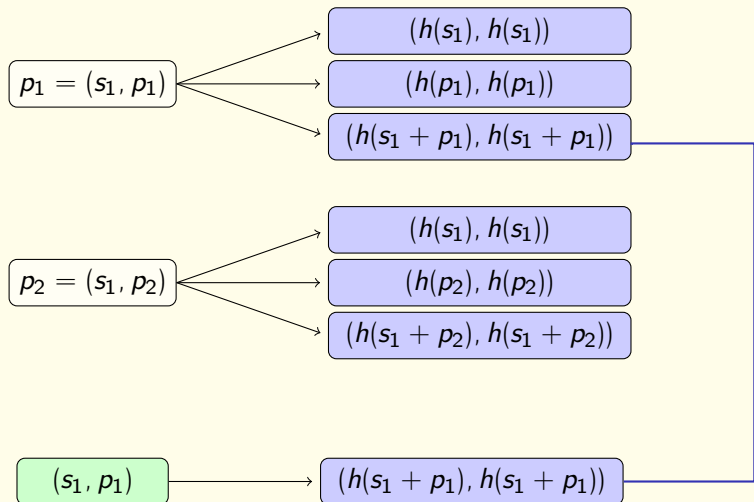 (h(s₁), h(s₁))
p₁ = (s₁, p₁)
(h(p₁), h(p₁))
(h(s₁ + p₁), h(s₁ + p₁))
(h(s₁), h(s₁))
p₂ = (s₁, p₂)
(h(p₂), h(p₂))
(h(s₁ + p₂), h(s₁ + p₂))
(s₁, p₁)
(h(s₁ + p₁), h(s₁ + p₁))